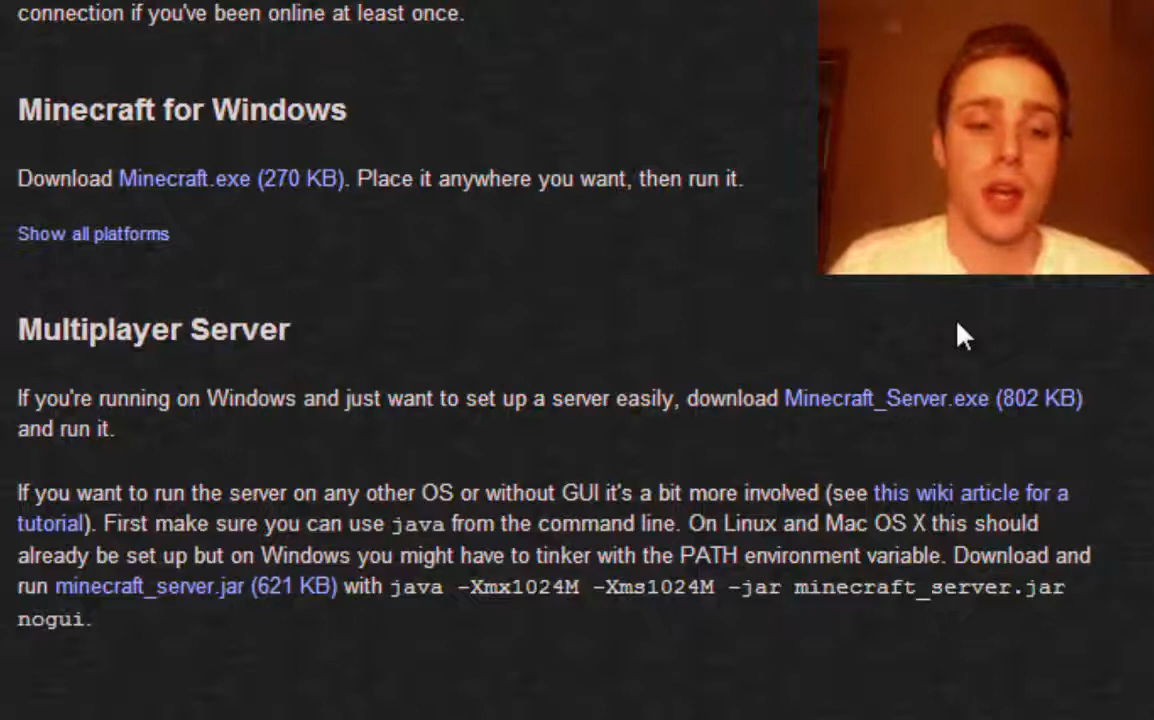 connection if you've been online at least once.
Minecraft for Windows
Download Minecraft.exe (270 KB). Place it anywhere you want, then run it.
Show all platforms
Multiplayer Server
If you're running on Windows and just want to set up a server easily, download Minecraft_Server.exe (802 KB)
and run it.
If you want to run the server on any other OS or without GUI it's a bit more involved (see this wiki article for a
tutorial). First make sure you can use java from the command line. On Linux and Mac OS X this should
already be set up but on Windows you might have to tinker with the PATH environment variable. Download and
run minecraft_server.jar (621 KB) with java -Xmx1024M -Xms1024M -jar minecraft_server.jar
nogui.